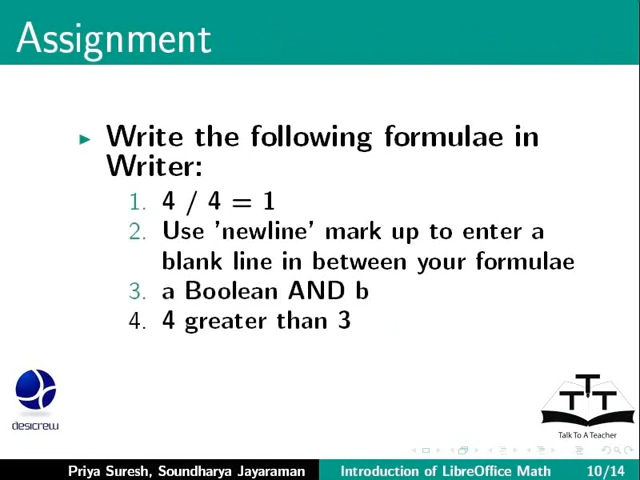 Assignment
Write the following formulae in
Writer:
1. 4 / 4 = 1
2. Use 'newline' mark up to enter a
blank line in between your formulae
3. a Boolean AND b
4. 4 greater than 3
desicrew
T T T
Talk To A Teacher
Priya Suresh, Soundharya Jayaraman Introduction of LibreOffice Math 10/14